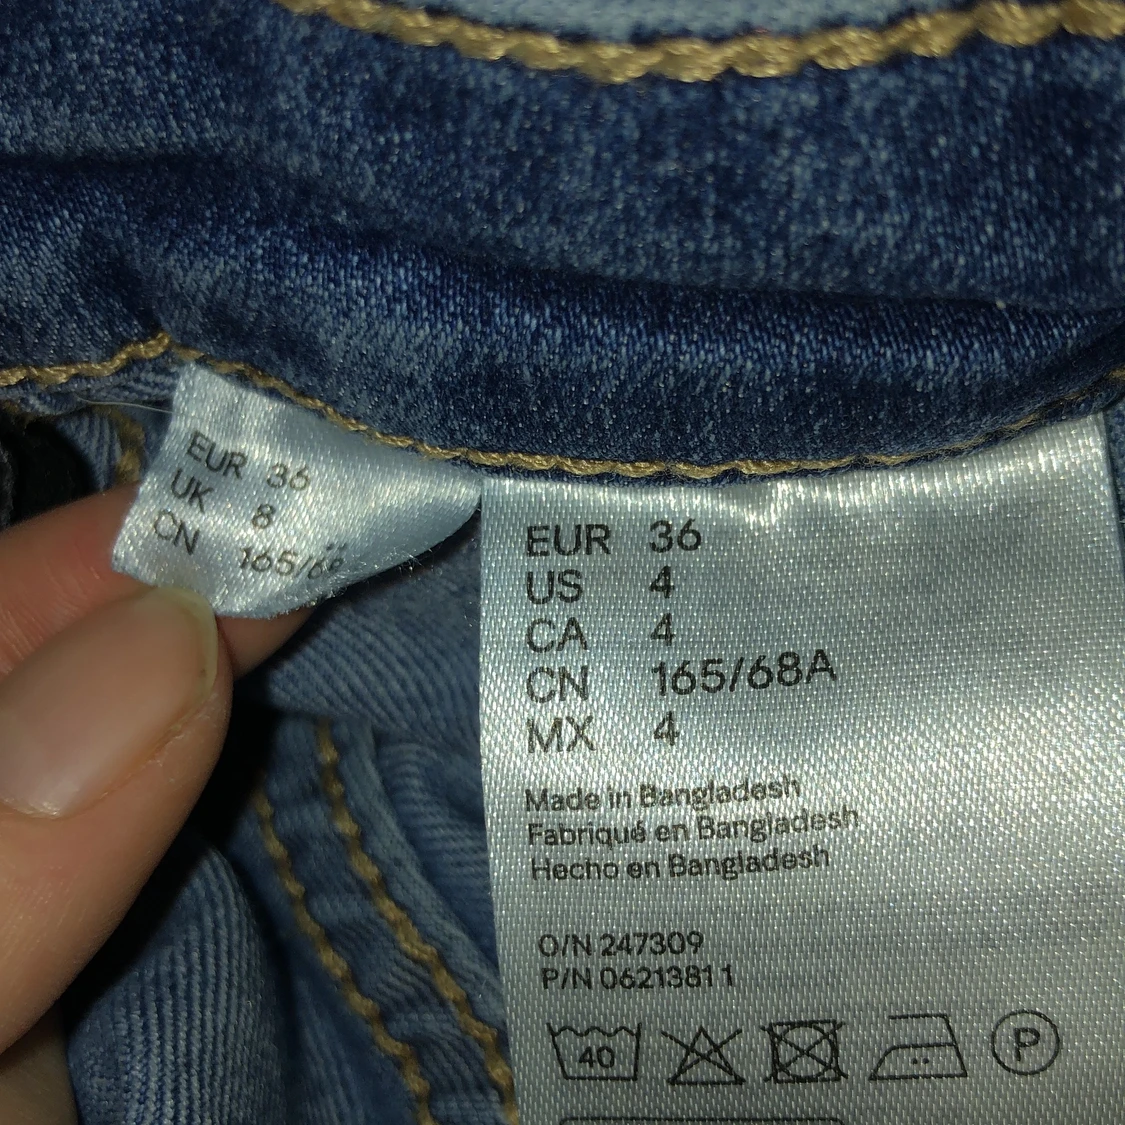 EUR 36
UK 8
CN 165/68
EUR 36
US 4
CA 4
CN 165/68A
MX 4
Made in Bangladesh
Fabriqué en Bangladesh
Hecho en Bangladesh
O/N 247309
P/N 06213811
40
P